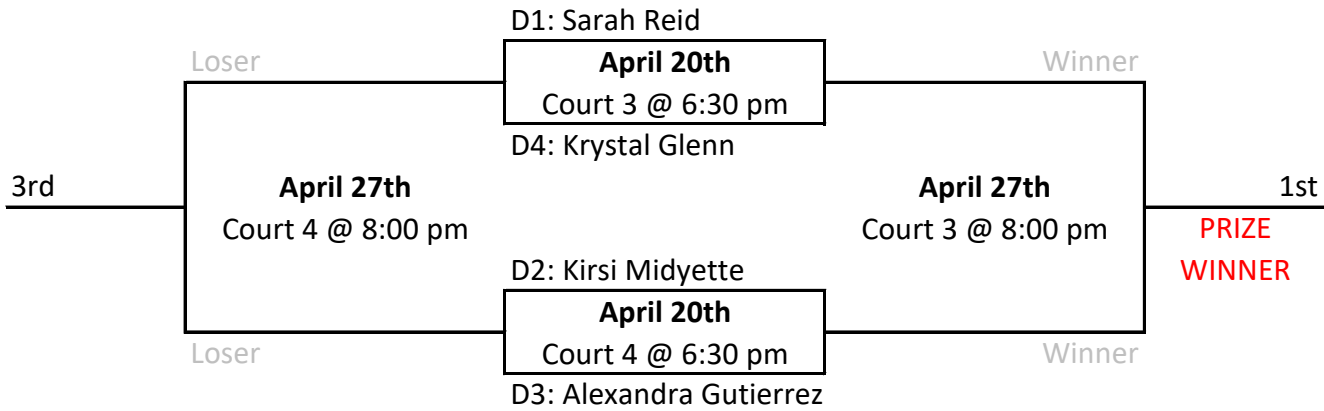 D1: Sarah Reid
Loser
April 20th
Winner
Court 3 @ 6:30 pm
D4: Krystal Glenn
3rd
April 27th
April 27th
1st
Court 4 @ 8:00 pm
Court 3 @ 8:00 pm
PRIZE
WINNER
D2: Kirsi Midyette
April 20th
Loser
Court 4 @ 6:30 pm
Winner
D3: Alexandra Gutierrez